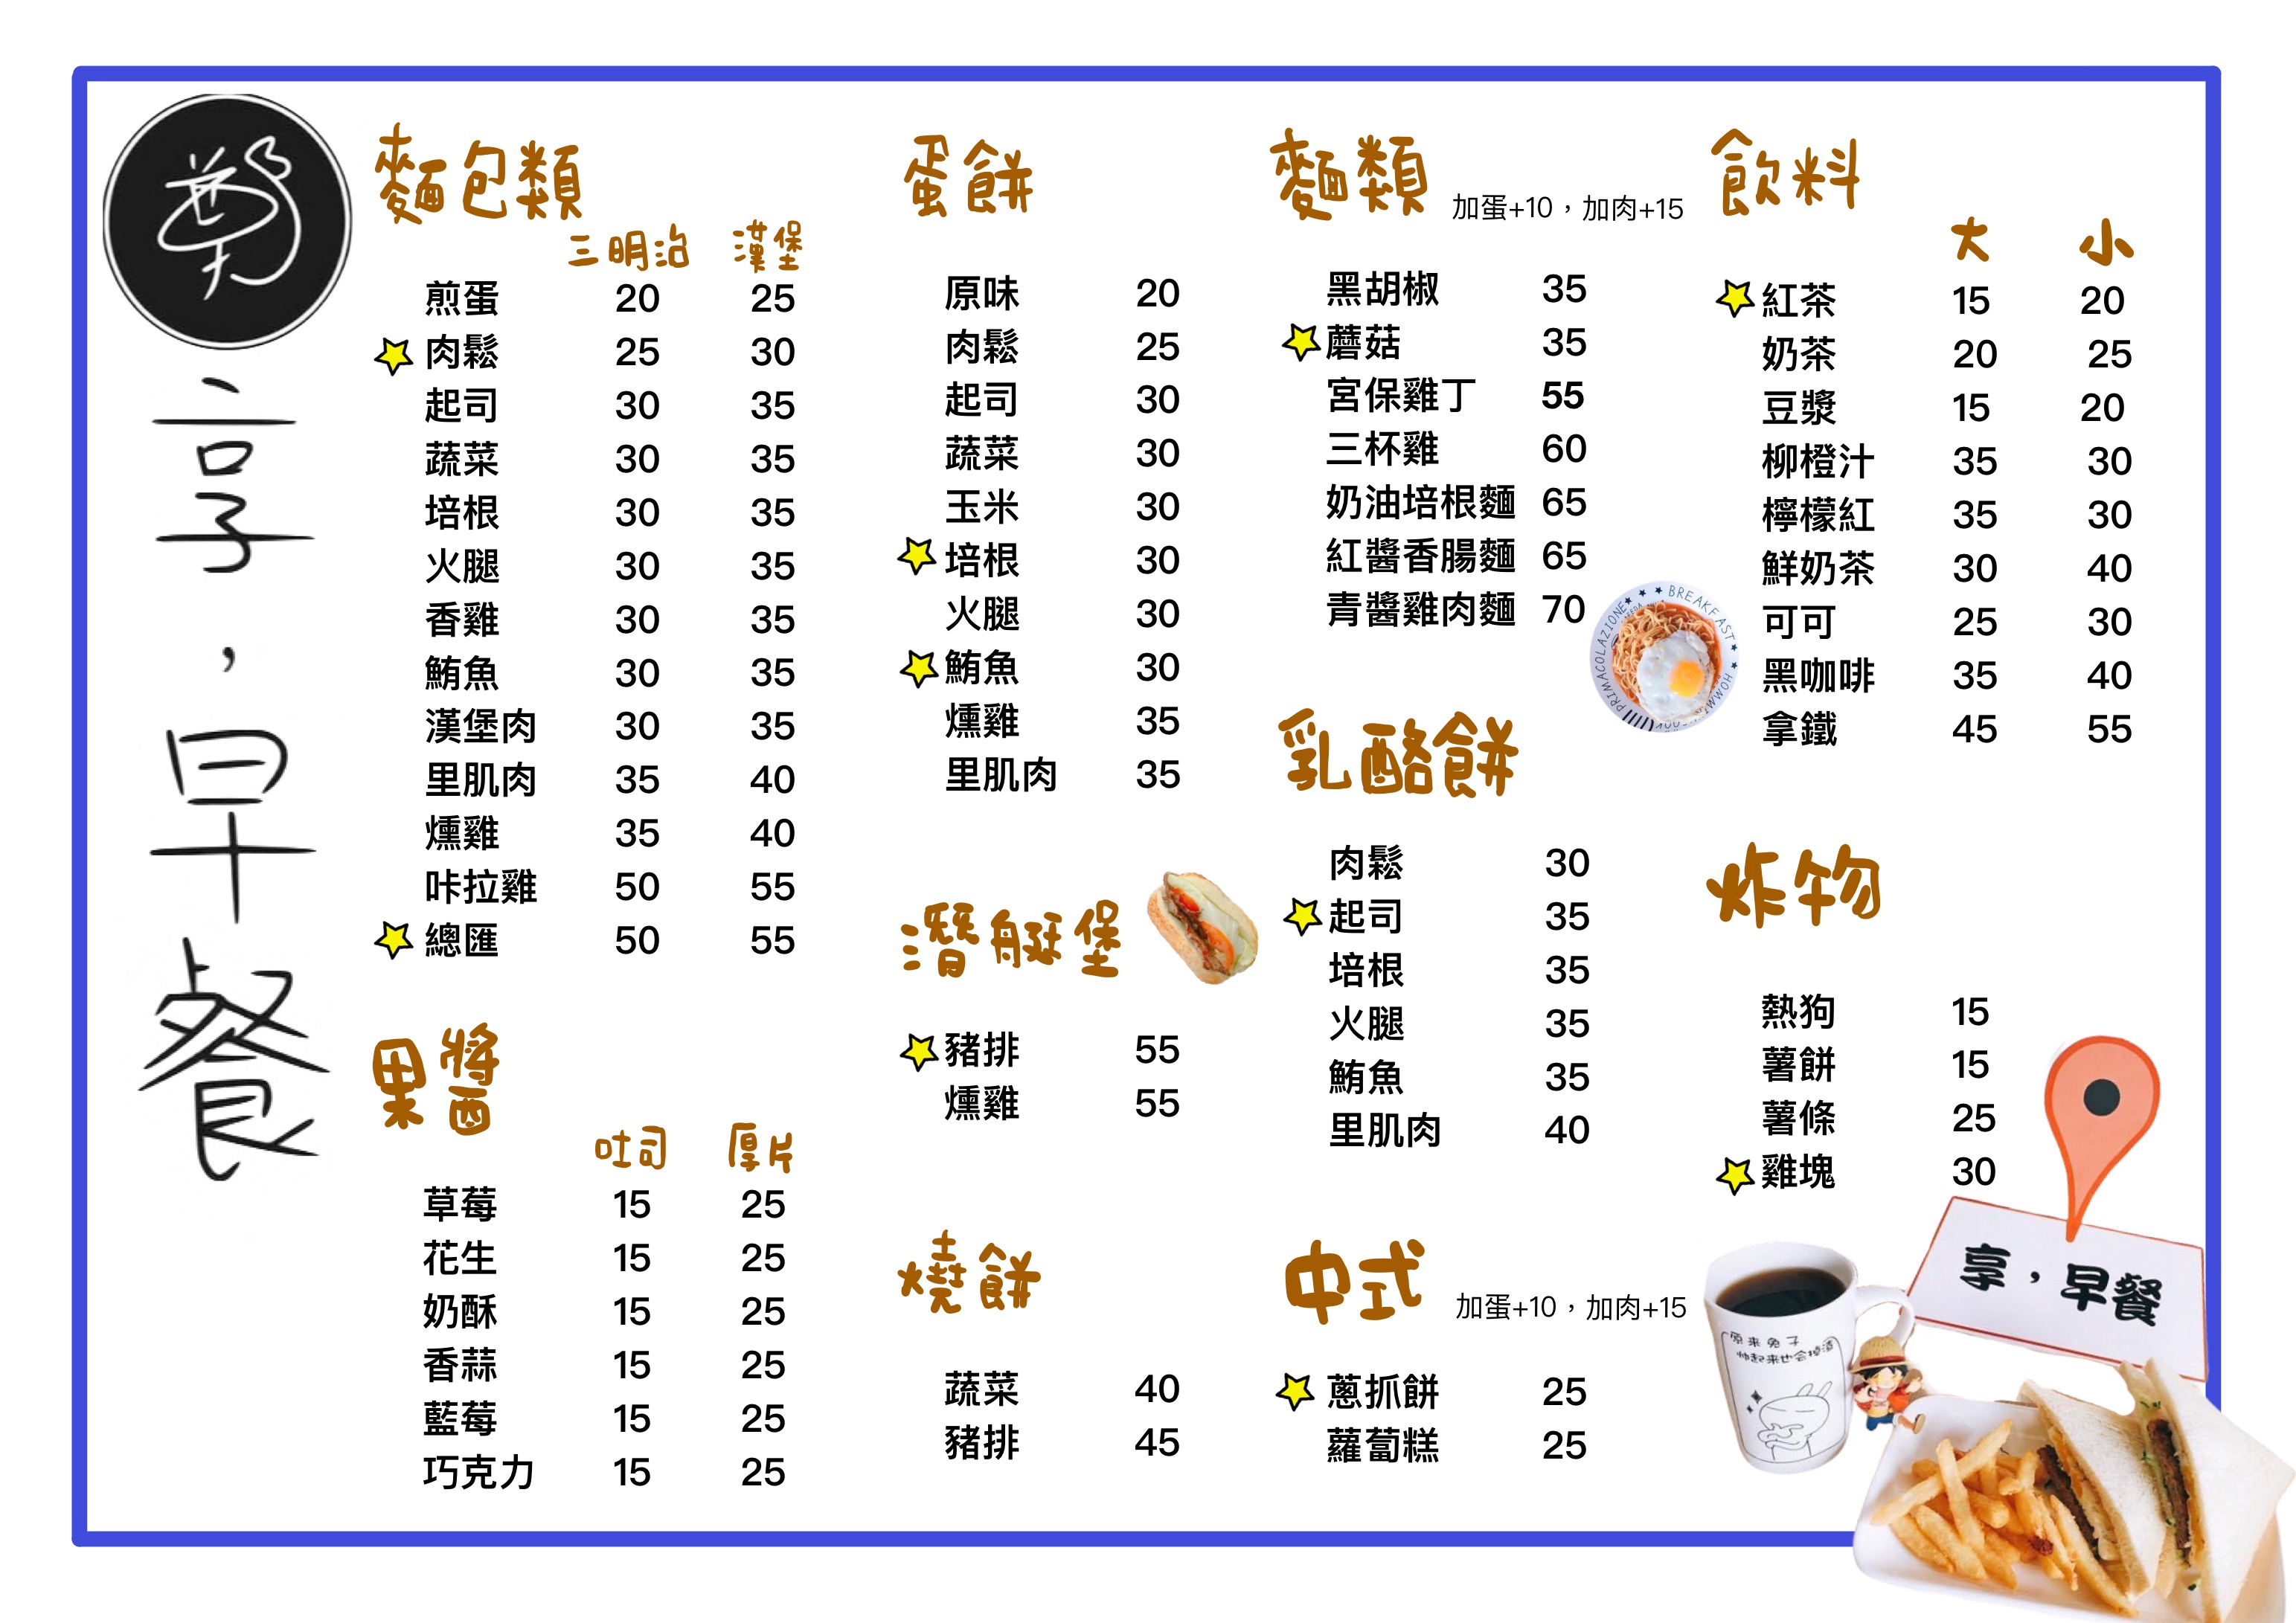 享，早餐
麵包類
三明治 漢堡
煎蛋 20 25
肉鬆 25 30
起司 30 35
蔬菜 30 35
培根 30 35
火腿 30 35
香雞 30 35
鮪魚 30 35
漢堡肉 30 35
里肌肉 35 40
燻雞 35 40
咔拉雞 50 55
總匯 50 55
果醬
吐司 厚片
草莓 15 25
花生 15 25
奶酥 15 25
香蒜 15 25
藍莓 15 25
巧克力 15 25
蛋餅
原味 20
肉鬆 25
起司 30
蔬菜 30
玉米 30
培根 30
火腿 30
鮪魚 30
燻雞 35
里肌肉 35
潛艇堡
豬排 55
燻雞 55
燒餅
蔬菜 40
豬排 45
麵類 加蛋+10，加肉+15
黑胡椒 35
蘑菇 35
宮保雞丁 55
三杯雞 60
奶油培根麵 65
紅醬香腸麵 65
青醬雞肉麵 70
乳酪餅
肉鬆 30
起司 35
培根 35
火腿 35
鮪魚 35
里肌肉 40
中式 加蛋+10，加肉+15
蔥抓餅 25
蘿蔔糕 25
飲料
大 小
紅茶 15 20
奶茶 20 25
豆漿 15 20
柳橙汁 35 30
檸檬紅 35 30
鮮奶茶 30 40
可可 25 30
黑咖啡 35 40
拿鐵 45 55
炸物
熱狗 15
薯餅 15
薯條 25
雞塊 30
享，早餐
原来兔子
帅起来也会掉渣
BREAKFAST
PRIMACOLAZIONE